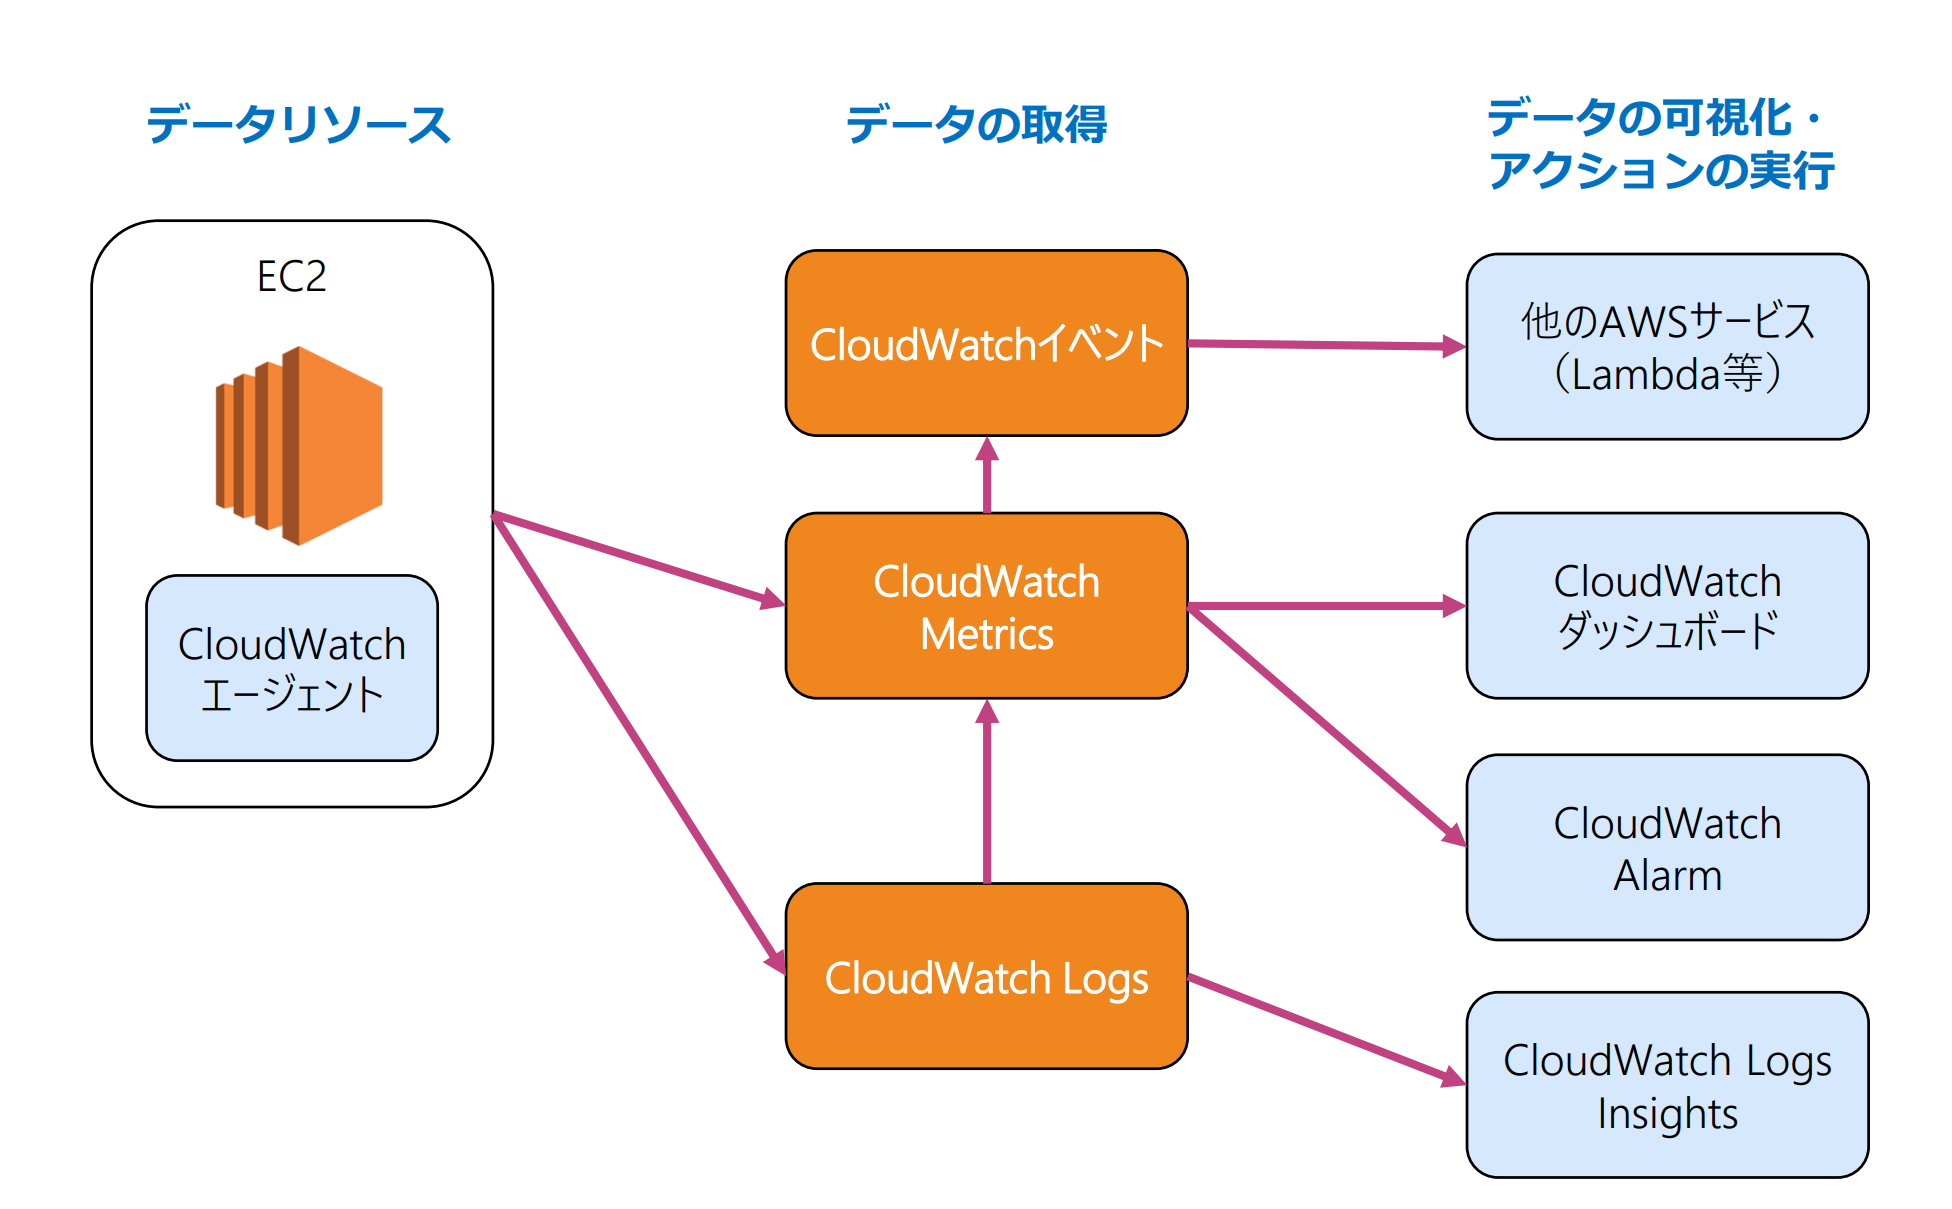 データリソース
データの取得
データの可視化・
アクションの実行
EC2
CloudWatch
エージェント
CloudWatchイベント
CloudWatch
Metrics
CloudWatch Logs
他のAWSサービス
（Lambda等）
CloudWatch
ダッシュボード
CloudWatch
Alarm
CloudWatch Logs
Insights